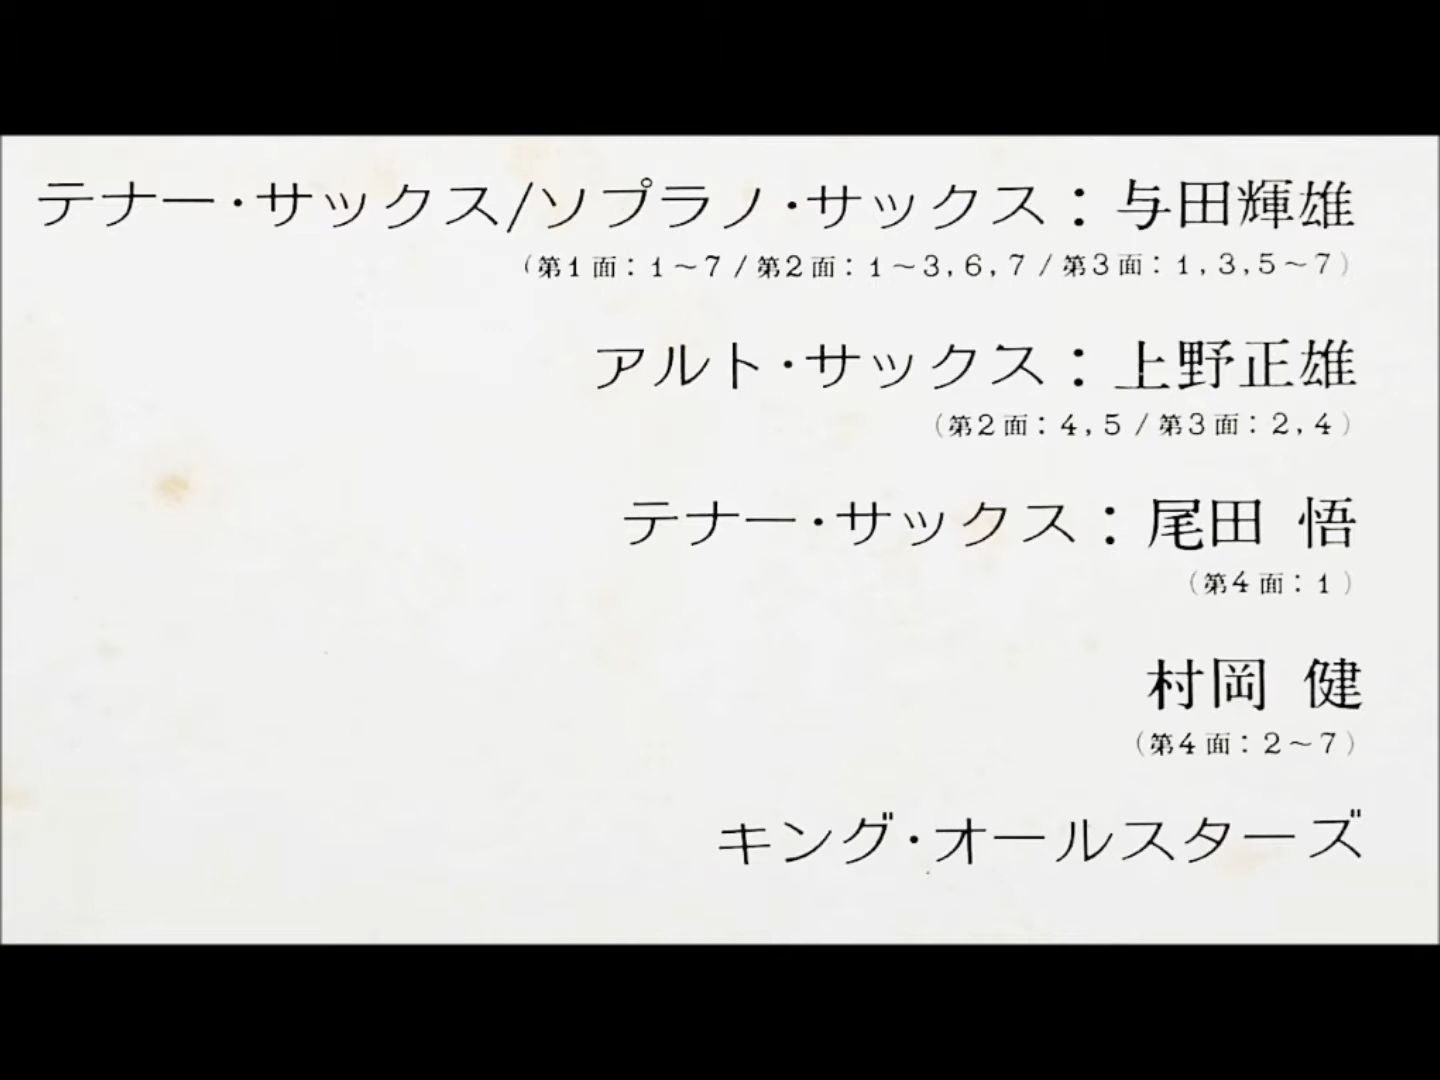 テナー・サックス/ソプラノ・サックス：与田輝雄
(第1面：1～7/第2面：1～3,6,7/第3面：1,3,5～7)
アルト・サックス：上野正雄
(第2面：4,5/第3面：2,4)
テナー・サックス：尾田 悟
(第4面：1)
村岡 健
(第4面：2～7)
キング・オールスターズ